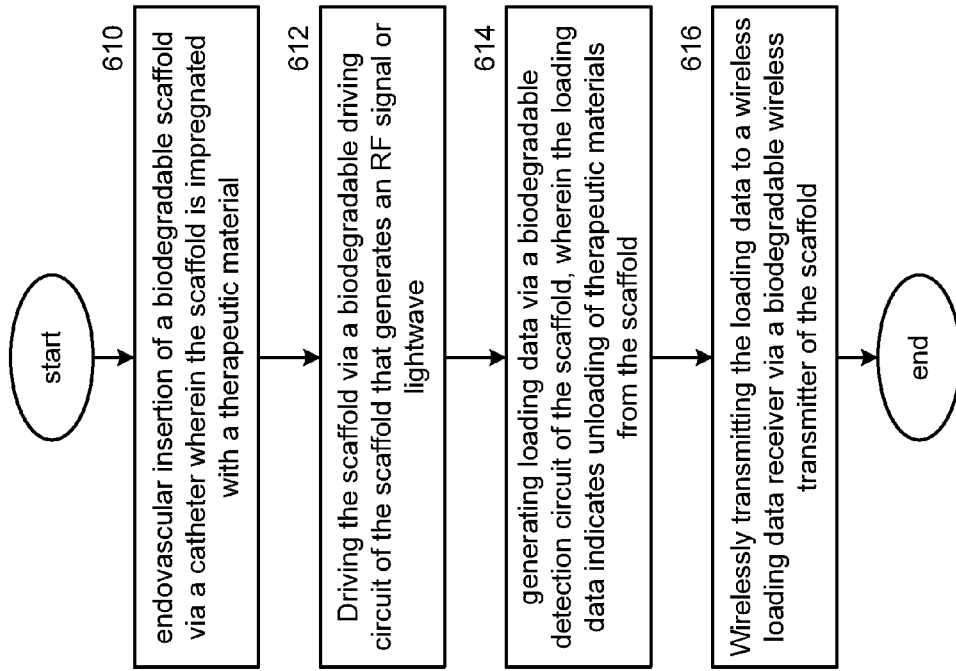 start
610
endovascular insertion of a biodegradable scaffold
via a catheter wherein the scaffold is impregnated
with a therapeutic material
612
Driving the scaffold via a biodegradable driving
circuit of the scaffold that generates an RF signal or
lightwave
614
generating loading data via a biodegradable
detection circuit of the scaffold, wherein the loading
data indicates unloading of therapeutic materials
from the scaffold
616
Wirelessly transmitting the loading data to a wireless
loading data receiver via a biodegradable wireless
transmitter of the scaffold
end